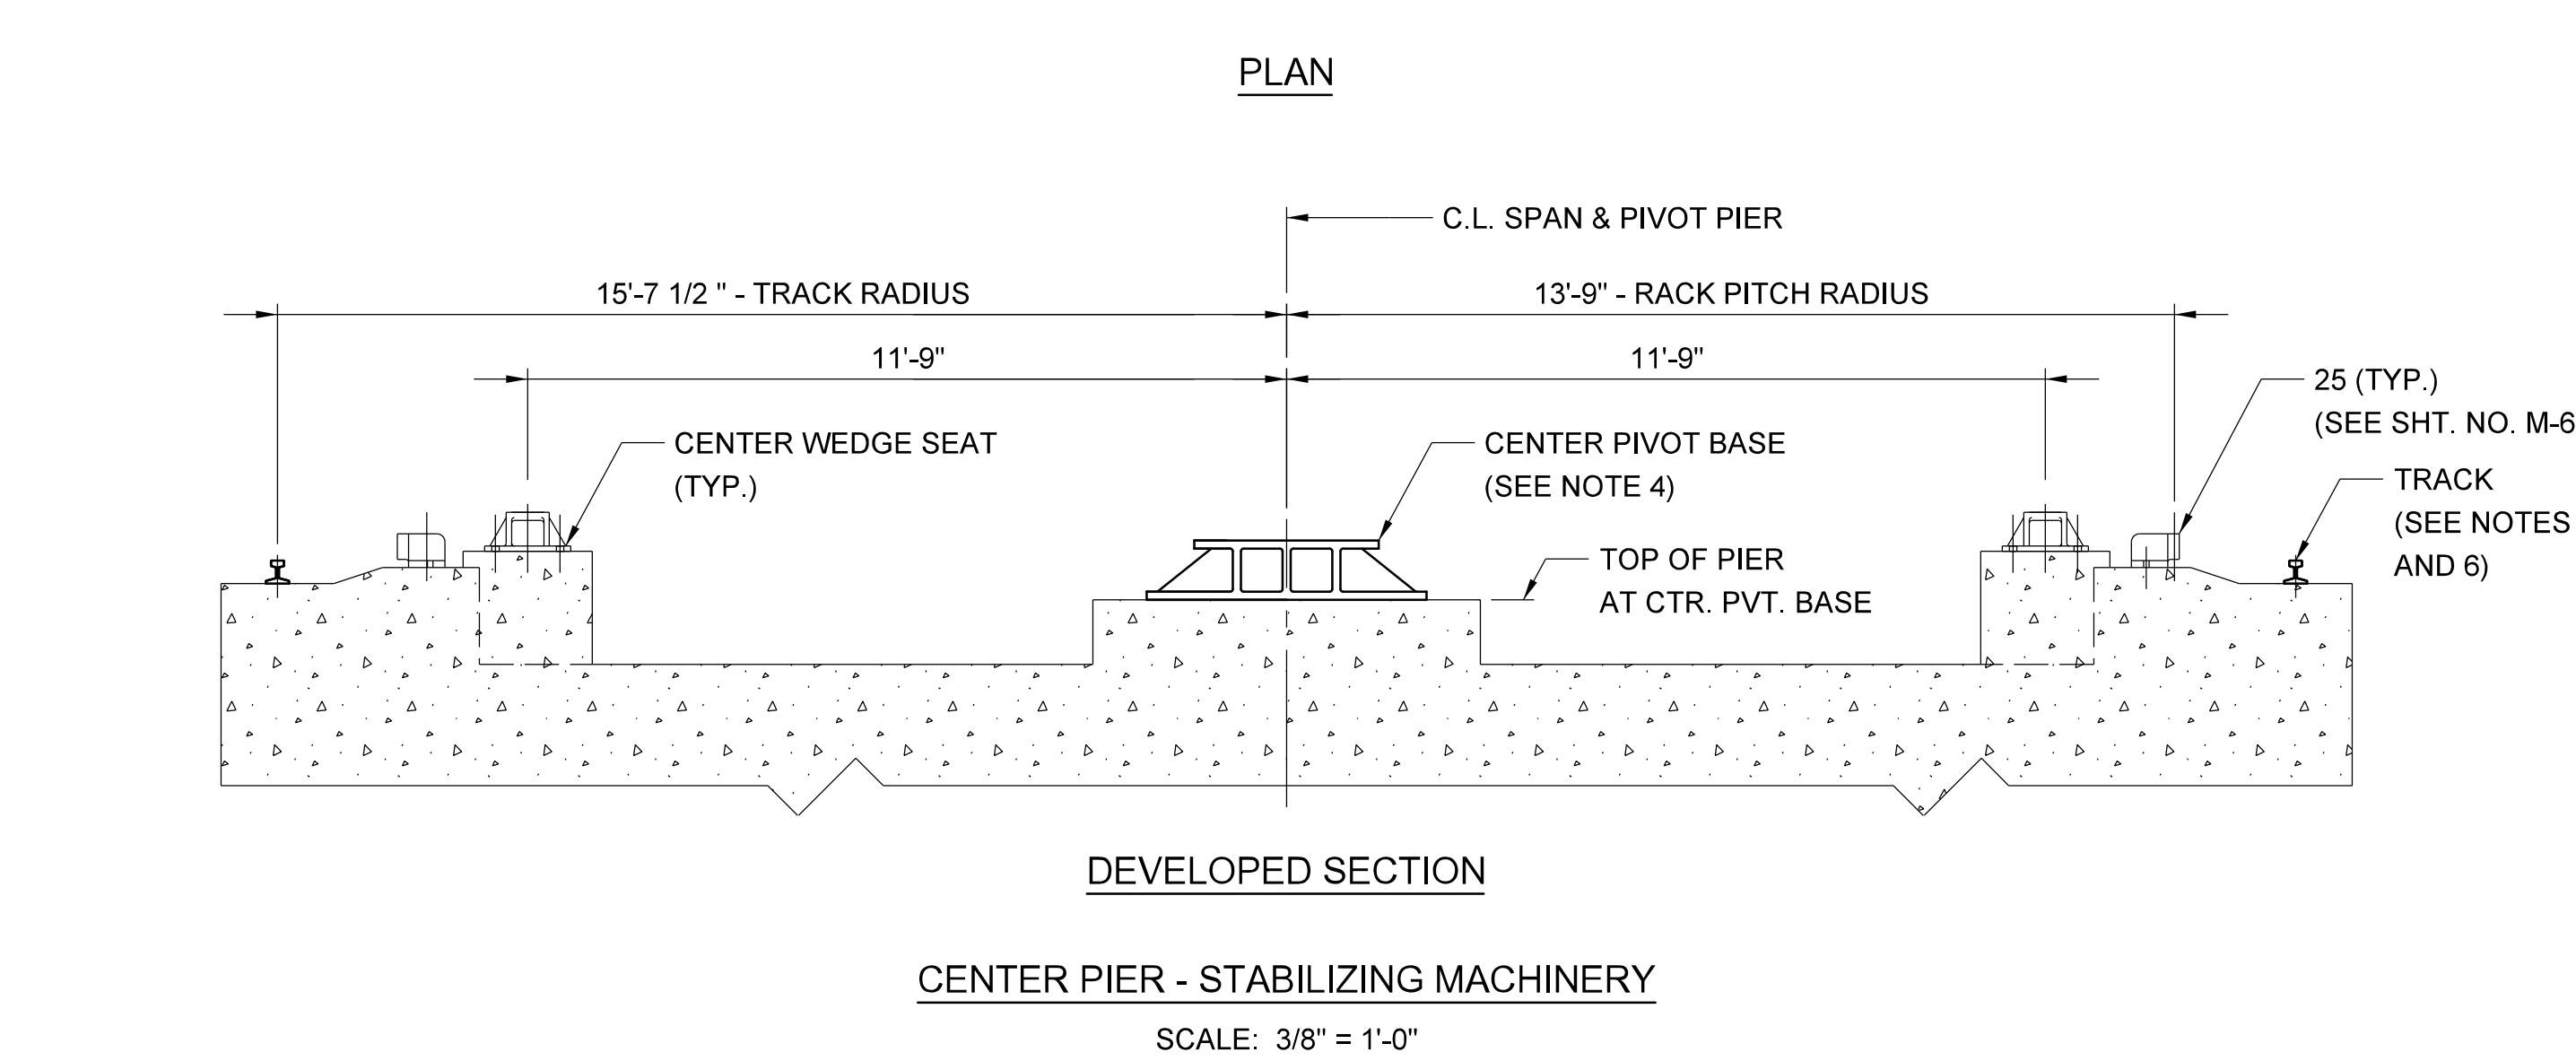 PLAN
C.L. SPAN & PIVOT PIER
15'-7 1/2 " - TRACK RADIUS
13'-9" - RACK PITCH RADIUS
11'-9"
11'-9"
25 (TYP.)
(SEE SHT. NO. M-6
CENTER WEDGE SEAT
(TYP.)
CENTER PIVOT BASE
(SEE NOTE 4)
TRACK
(SEE NOTES
AND 6)
TOP OF PIER
AT CTR. PVT. BASE
DEVELOPED SECTION
CENTER PIER - STABILIZING MACHINERY
SCALE: 3/8" = 1'-0"